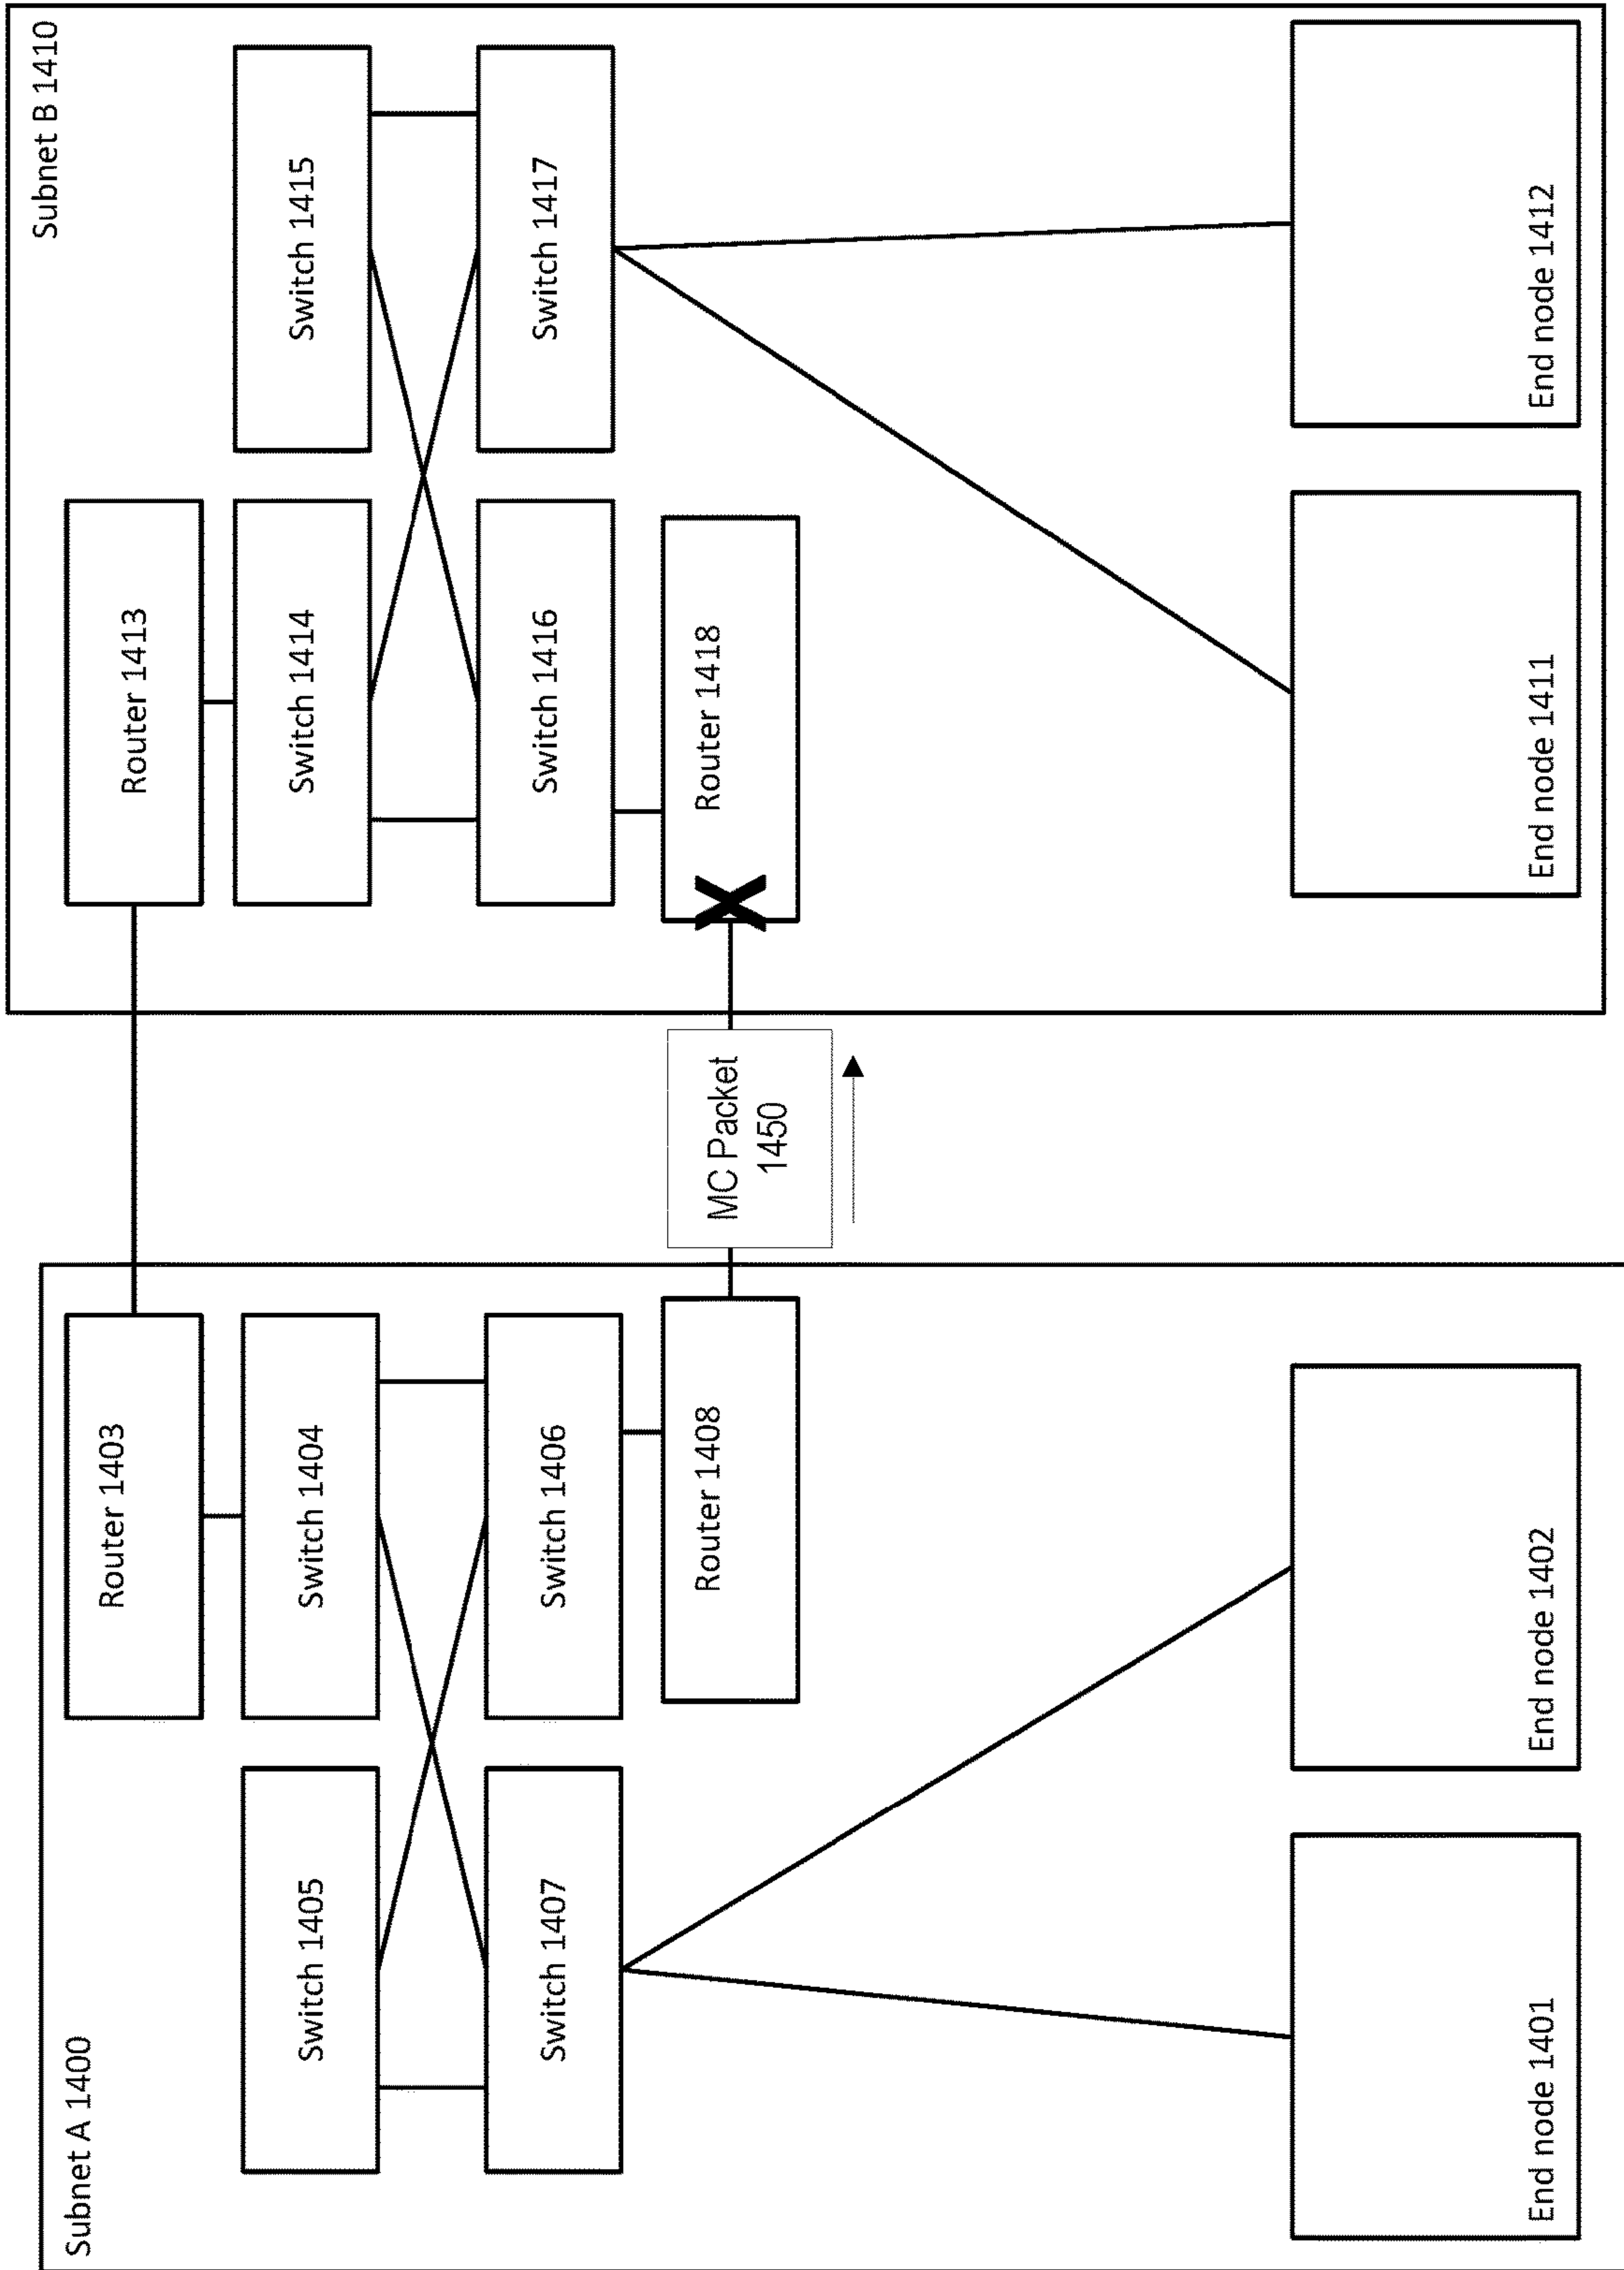 Subnet A 1400
Router 1403
Switch 1405
Switch 1404
Switch 1407
Switch 1406
Router 1408
End node 1401
End node 1402
MC Packet
1450
Subnet B 1410
Router 1413
Switch 1414
Switch 1415
Switch 1416
Switch 1417
Router 1418
End node 1411
End node 1412